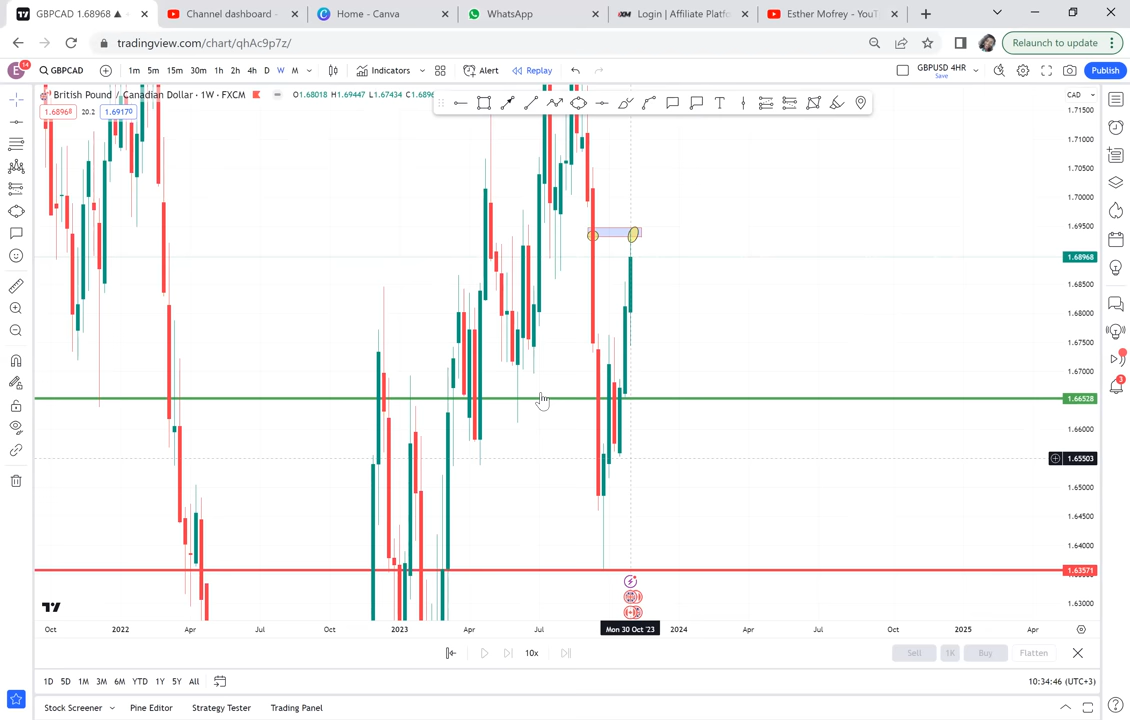 GBPCAD 1.68968 ▲
Channel dashboard
Home - Canva
WhatsApp
Login | Affiliate Platf
Esther Mofrey - YouT
tradingview.com/chart/qhAc9p7z/
Relaunch to update
E 14 GBPCAD 1m 5m 15m 30m 1h 2h 4h D W M Indicators Alert Replay GBPUSD 4HR Save Publish
British Pound / Canadian Dollar · 1W · FXCM O1.68018 H1.69447 L1.67434 C1.6896
1.68968 20.2 1.69170
CAD
1.71500
1.71000
1.70500
1.70000
1.69500
1.68968
1.68500
1.68000
1.67500
1.67000
1.66528
1.66000
1.65503
1.65000
1.64500
1.64000
1.63571
1.63000
3
Oct 2022 Apr Jul Oct 2023 Apr Jul Mon 30 Oct '23 2024 Apr Jul Oct 2025 Apr
10x Sell 1K Buy Flatten
1D 5D 1M 3M 6M YTD 1Y 5Y All 10:34:46 (UTC+3)
Stock Screener Pine Editor Strategy Tester Trading Panel